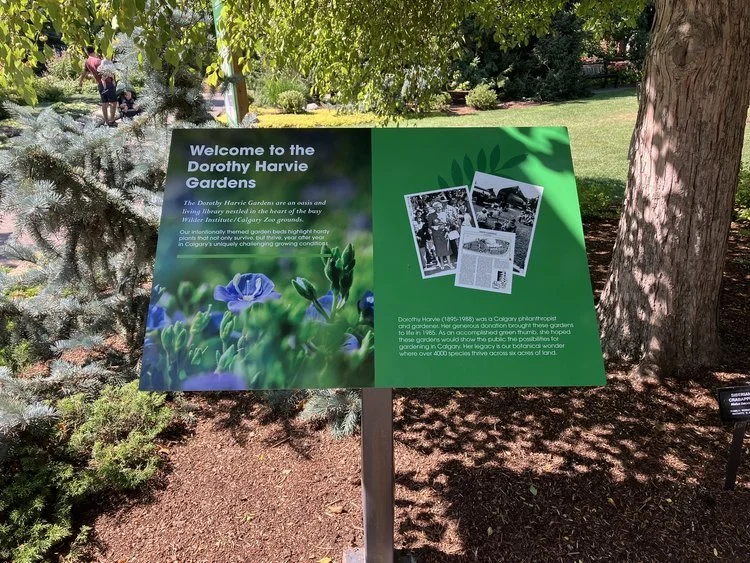 Welcome to the
Dorothy Harvie
Gardens
The Dorothy Harvie Gardens are an oasis and
living library nestled in the heart of the busy
Wilder Institute/Calgary Zoo grounds.
Our intentionally themed garden beds highlight hardy
plants that not only survive, but thrive, year after year
in Calgary's uniquely challenging growing conditions.
Dorothy Harvie (1895-1988) was a Calgary philanthropist
and gardener. Her generous donation brought these gardens
to life in 1985. As an accomplished green thumb, she hoped
these gardens would show the public the possibilities for
gardening in Calgary. Her legacy is our botanical wonder
where over 4000 species thrive across six acres of land.